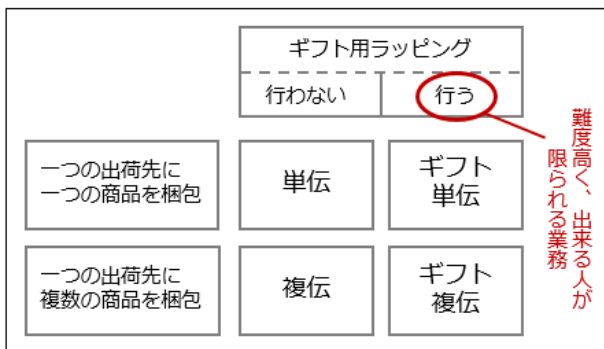 ギフト用ラッピング
行わない
行う
一つの出荷先に
一つの商品を梱包
単伝
ギフト
単伝
一つの出荷先に
複数の商品を梱包
複伝
ギフト
複伝
難度高く、出来る人が
限られる業務